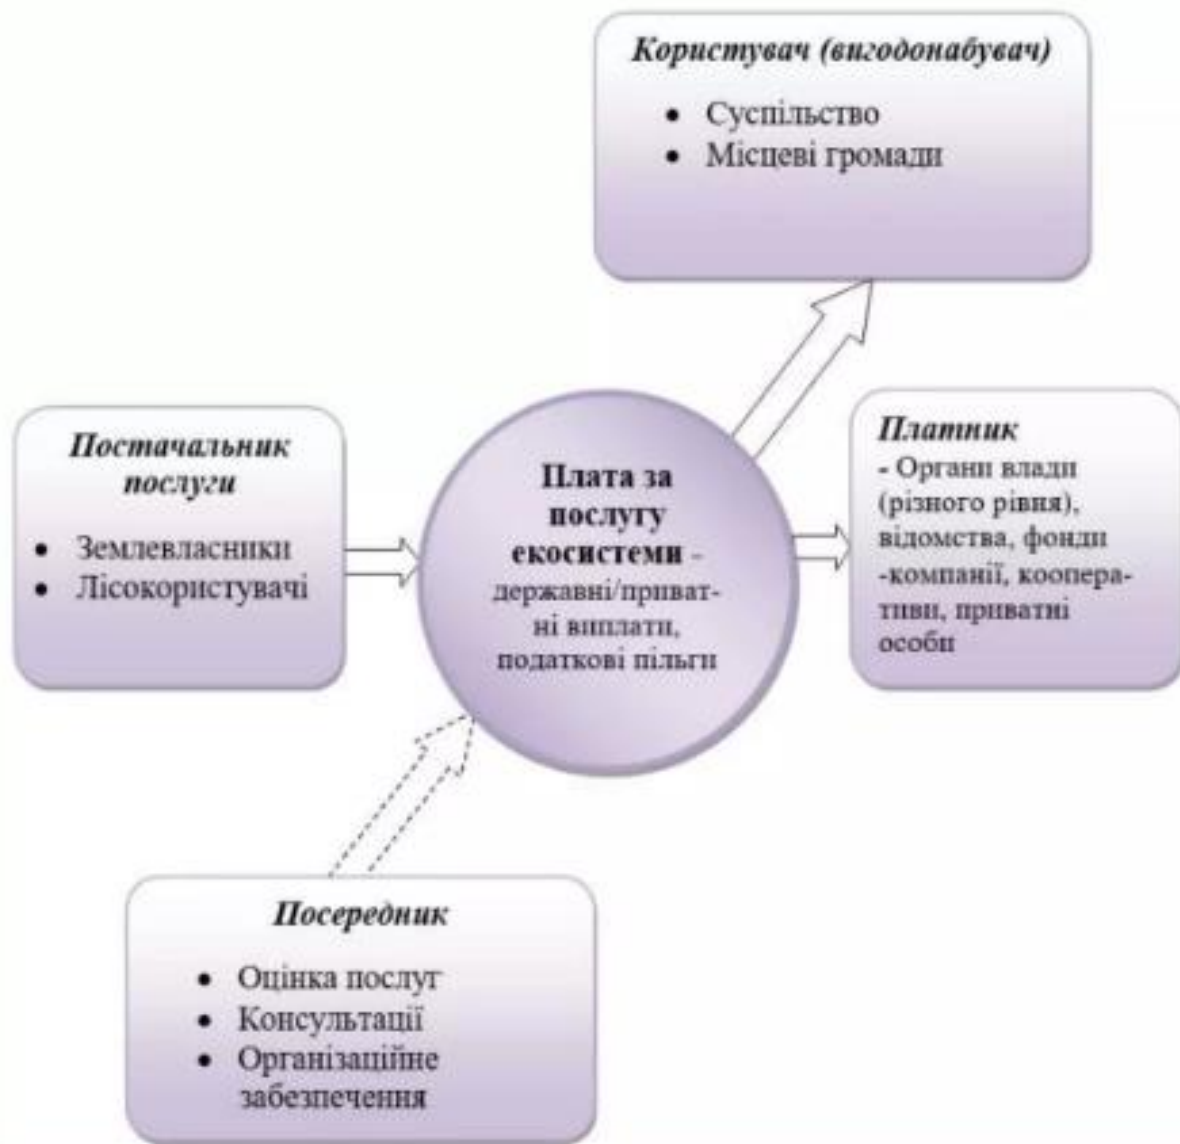 Користувач (вигодонабувач)
• Суспільство
• Місцеві громади
Постачальник
послуги
• Землевласники
• Лісокористувачі
Плата за
послугу
екосистеми –
державні/приват-
ні виплати,
податкові пільги
Платник
- Органи влади
(різного рівня),
відомства, фонди
-компанії, коопера-
тиви, приватні
особи
Посередник
• Оцінка послуг
• Консультації
• Організаційне
забезпечення